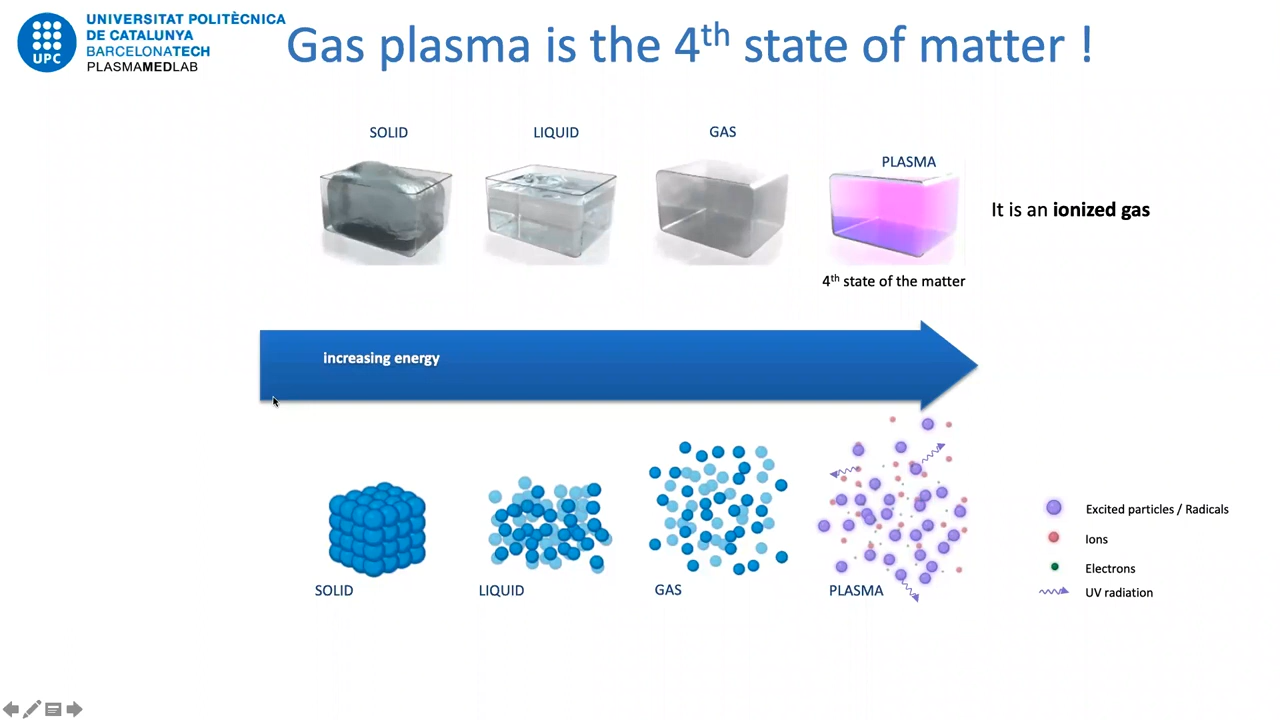 UNIVERSITAT POLITÈCNICA
DE CATALUNYA
BARCELONATECH
PLASMAMEDLAB
UPC
Gas plasma is the 4th state of matter !
SOLID
LIQUID
GAS
PLASMA
It is an ionized gas
4th state of the matter
increasing energy
SOLID
LIQUID
GAS
PLASMA
Excited particles / Radicals
Ions
Electrons
UV radiation